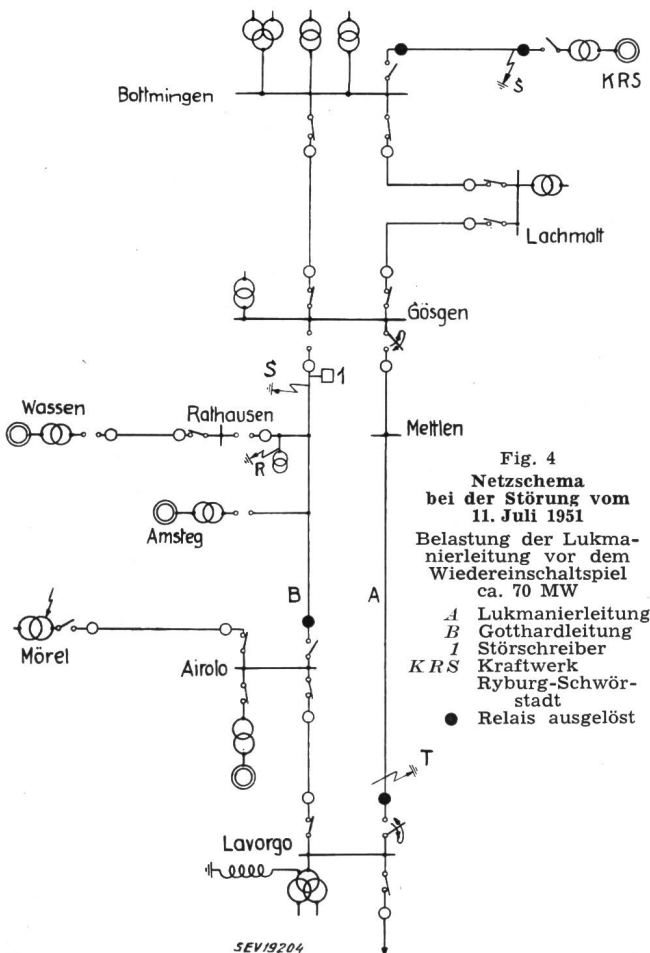 Bottmingen
S
KRS
Lachmatt
Gösgen
S
1
Wassen
Rathausen
R
Mettlen
Amsteg
B
A
Mörel
Airolo
T
Lavorgo
Fig. 4
Netzschema
bei der Störung vom
11. Juli 1951
Belastung der Lukma-
nierleitung vor dem
Wiedereinschaltspiel
ca. 70 MW
A Lukmanierleitung
B Gotthardleitung
1 Störschreiber
KRS Kraftwerk
Ryburg-Schwör-
stadt
● Relais ausgelöst
SEV19204